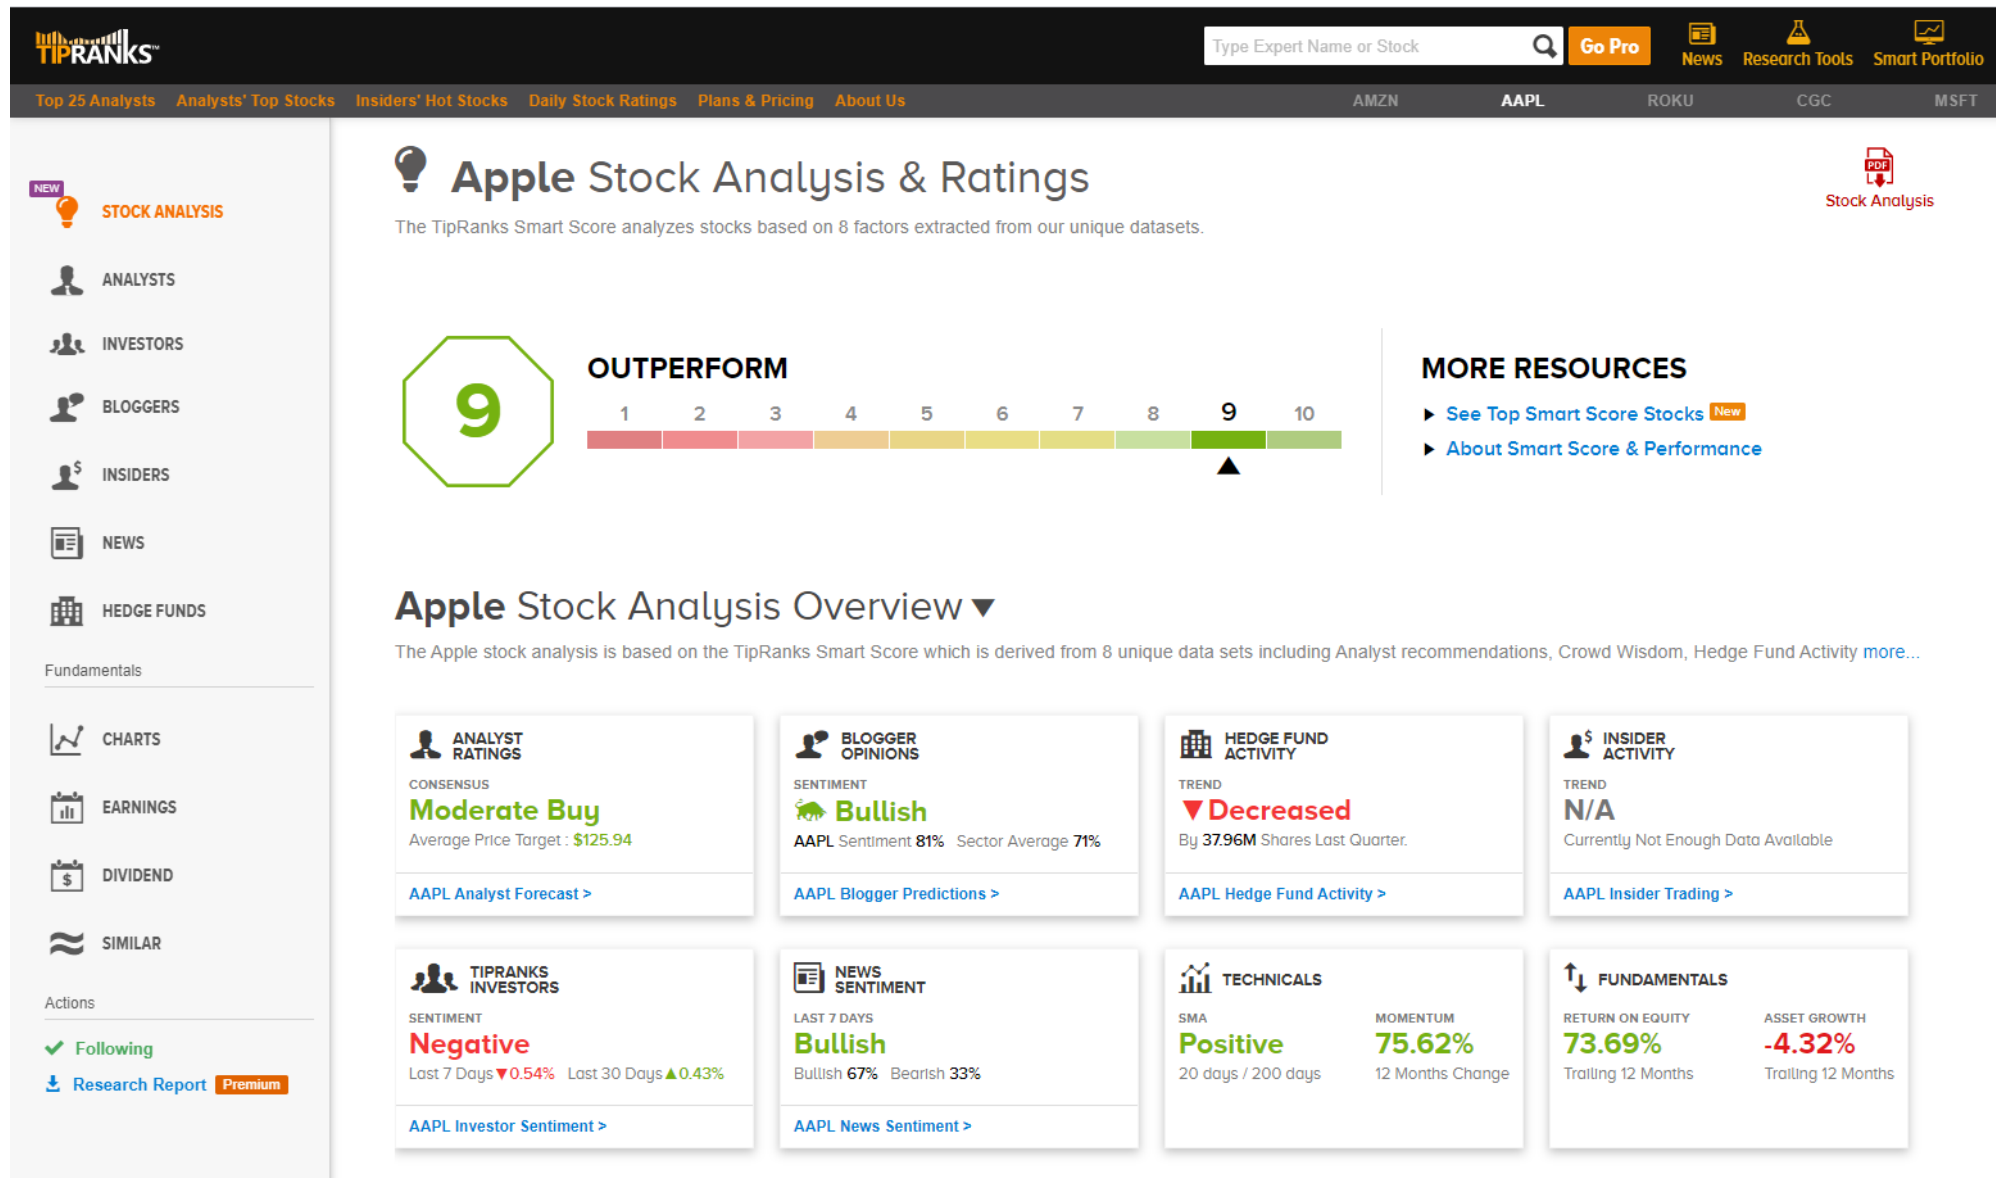 TIPRANKS™
Type Expert Name or Stock
Go Pro
News
Research Tools
Smart Portfolio
Top 25 Analysts
Analysts' Top Stocks
Insiders' Hot Stocks
Daily Stock Ratings
Plans & Pricing
About Us
AMZN
AAPL
ROKU
CGC
MSFT
NEW
STOCK ANALYSIS
ANALYSTS
INVESTORS
BLOGGERS
INSIDERS
NEWS
HEDGE FUNDS
Fundamentals
CHARTS
EARNINGS
DIVIDEND
SIMILAR
Actions
Following
Research Report Premium
Apple Stock Analysis & Ratings
PDF
Stock Analysis
The TipRanks Smart Score analyzes stocks based on 8 factors extracted from our unique datasets.
9
OUTPERFORM
1 2 3 4 5 6 7 8 9 10
MORE RESOURCES
See Top Smart Score Stocks New
About Smart Score & Performance
Apple Stock Analysis Overview
The Apple stock analysis is based on the TipRanks Smart Score which is derived from 8 unique data sets including Analyst recommendations, Crowd Wisdom, Hedge Fund Activity more...
ANALYST
RATINGS
CONSENSUS
Moderate Buy
Average Price Target : $125.94
AAPL Analyst Forecast >
BLOGGER
OPINIONS
SENTIMENT
Bullish
AAPL Sentiment 81% Sector Average 71%
AAPL Blogger Predictions >
HEDGE FUND
ACTIVITY
TREND
▼Decreased
By 37.96M Shares Last Quarter.
AAPL Hedge Fund Activity >
INSIDER
ACTIVITY
TREND
N/A
Currently Not Enough Data Available
AAPL Insider Trading >
TIPRANKS
INVESTORS
SENTIMENT
Negative
Last 7 Days ▼0.54% Last 30 Days ▲0.43%
AAPL Investor Sentiment >
NEWS
SENTIMENT
LAST 7 DAYS
Bullish
Bullish 67% Bearish 33%
AAPL News Sentiment >
TECHNICALS
SMA
Positive
20 days / 200 days
MOMENTUM
75.62%
12 Months Change
FUNDAMENTALS
RETURN ON EQUITY
73.69%
Trailing 12 Months
ASSET GROWTH
-4.32%
Trailing 12 Months